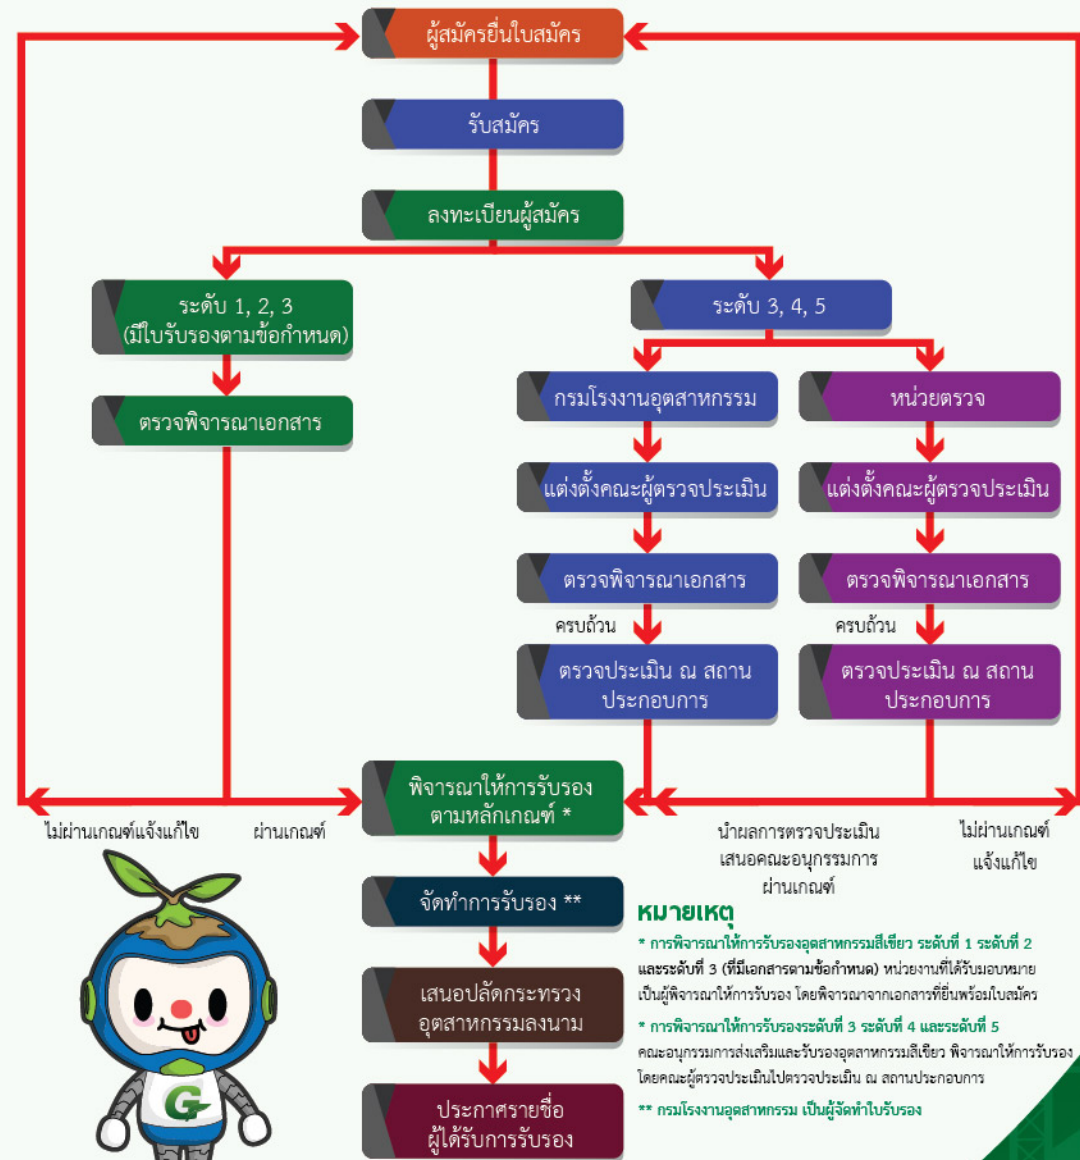 ผู้สมัครยื่นใบสมัคร
รับสมัคร
ลงทะเบียนผู้สมัคร
ระดับ 1, 2, 3
(มีใบรับรองตามข้อกำหนด)
ตรวจพิจารณาเอกสาร
ระดับ 3, 4, 5
กรมโรงงานอุตสาหกรรม
แต่งตั้งคณะผู้ตรวจประเมิน
ตรวจพิจารณาเอกสาร
ครบถ้วน
ตรวจประเมิน ณ สถาน
ประกอบการ
หน่วยตรวจ
แต่งตั้งคณะผู้ตรวจประเมิน
ตรวจพิจารณาเอกสาร
ครบถ้วน
ตรวจประเมิน ณ สถาน
ประกอบการ
ไม่ผ่านเกณฑ์แจ้งแก้ไข
ผ่านเกณฑ์
พิจารณาให้การรับรอง
ตามหลักเกณฑ์ *
นำผลการตรวจประเมิน
เสนอคณะอนุกรรมการ
ผ่านเกณฑ์
ไม่ผ่านเกณฑ์
แจ้งแก้ไข
จัดทำการรับรอง **
เสนอปลัดกระทรวง
อุตสาหกรรมลงนาม
ประกาศรายชื่อ
ผู้ได้รับการรับรอง
หมายเหตุ
* การพิจารณาให้การรับรองอุตสาหกรรมสีเขียว ระดับที่ 1 ระดับที่ 2
และระดับที่ 3 (ที่มีเอกสารตามข้อกำหนด) หน่วยงานที่ได้รับมอบหมาย
เป็นผู้พิจารณาให้การรับรอง โดยพิจารณาจากเอกสารที่ยื่นพร้อมใบสมัคร
* การพิจารณาให้การรับรองระดับที่ 3 ระดับที่ 4 และระดับที่ 5
คณะอนุกรรมการส่งเสริมและรับรองอุตสาหกรรมสีเขียว พิจารณาให้การรับรอง
โดยคณะผู้ตรวจประเมินไปตรวจประเมิน ณ สถานประกอบการ
** กรมโรงงานอุตสาหกรรม เป็นผู้จัดทำใบรับรอง